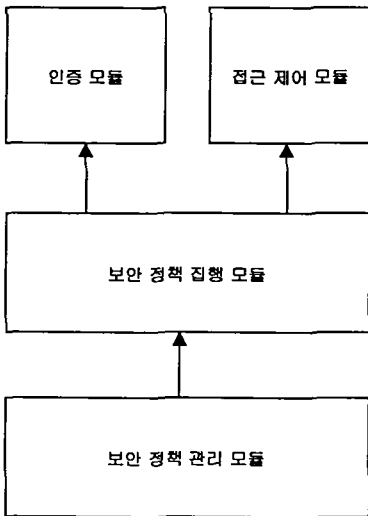 인증 모듈
접근 제어 모듈
보안 정책 집행 모듈
보안 정책 관리 모듈